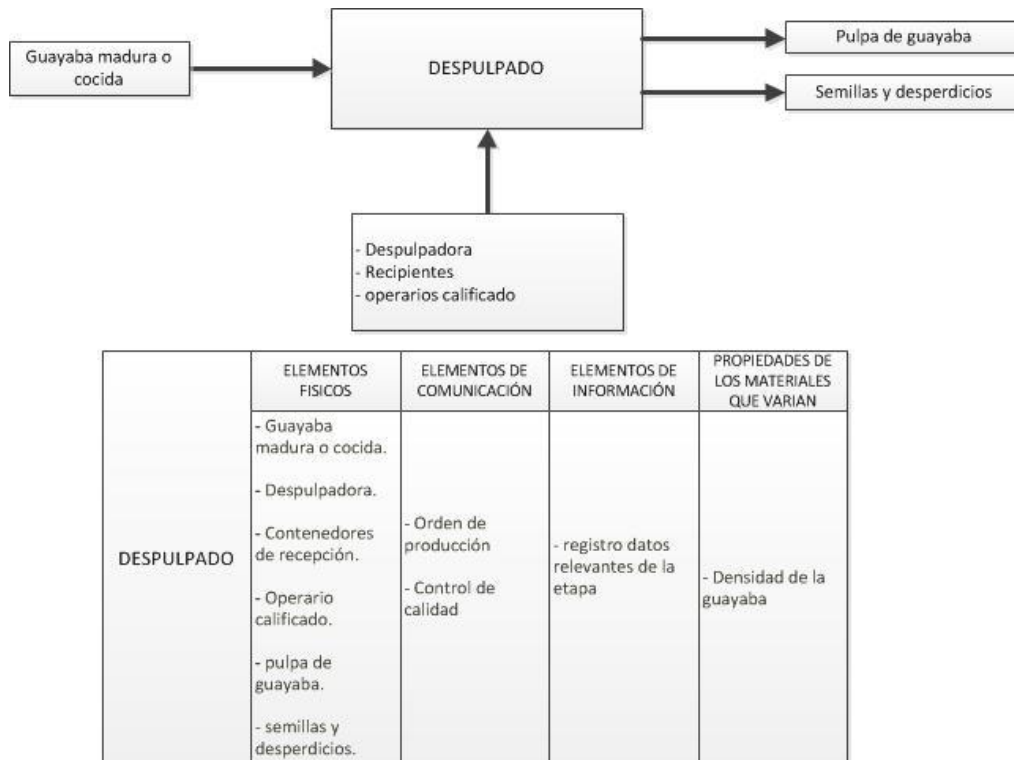 Guayaba madura o
cocida
DESPULPADO
Pulpa de guayaba
Semillas y desperdicios
- Despulpadora
- Recipientes
- operarios calificado
ELEMENTOS
FISICOS
ELEMENTOS DE
COMUNICACIÓN
ELEMENTOS DE
INFORMACIÓN
PROPIEDADES DE
LOS MATERIALES
QUE VARIAN
DESPULPADO
- Guayaba
madura o cocida.
- Despulpadora.
- Contenedores
de recepción.
- Operario
calificado.
- pulpa de
guayaba.
- semillas y
desperdicios.
- Orden de
producción
- Control de
calidad
- registro datos
relevantes de la
etapa
- Densidad de la
guayaba